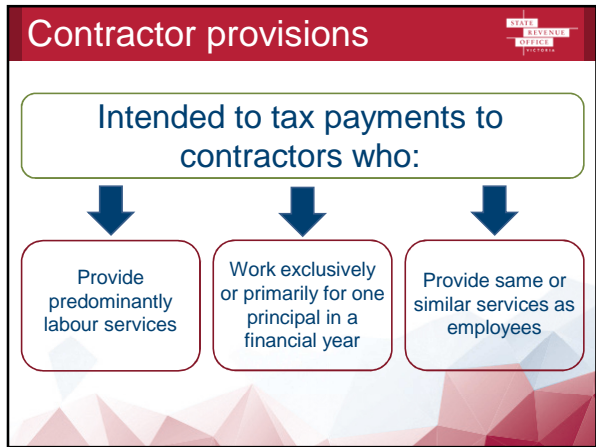 Contractor provisions
STATE
REVENUE
OFFICE
VICTORIA
Intended to tax payments to
contractors who:
Provide
predominantly
labour services
Work exclusively
or primarily for one
principal in a
financial year
Provide same or
similar services as
employees